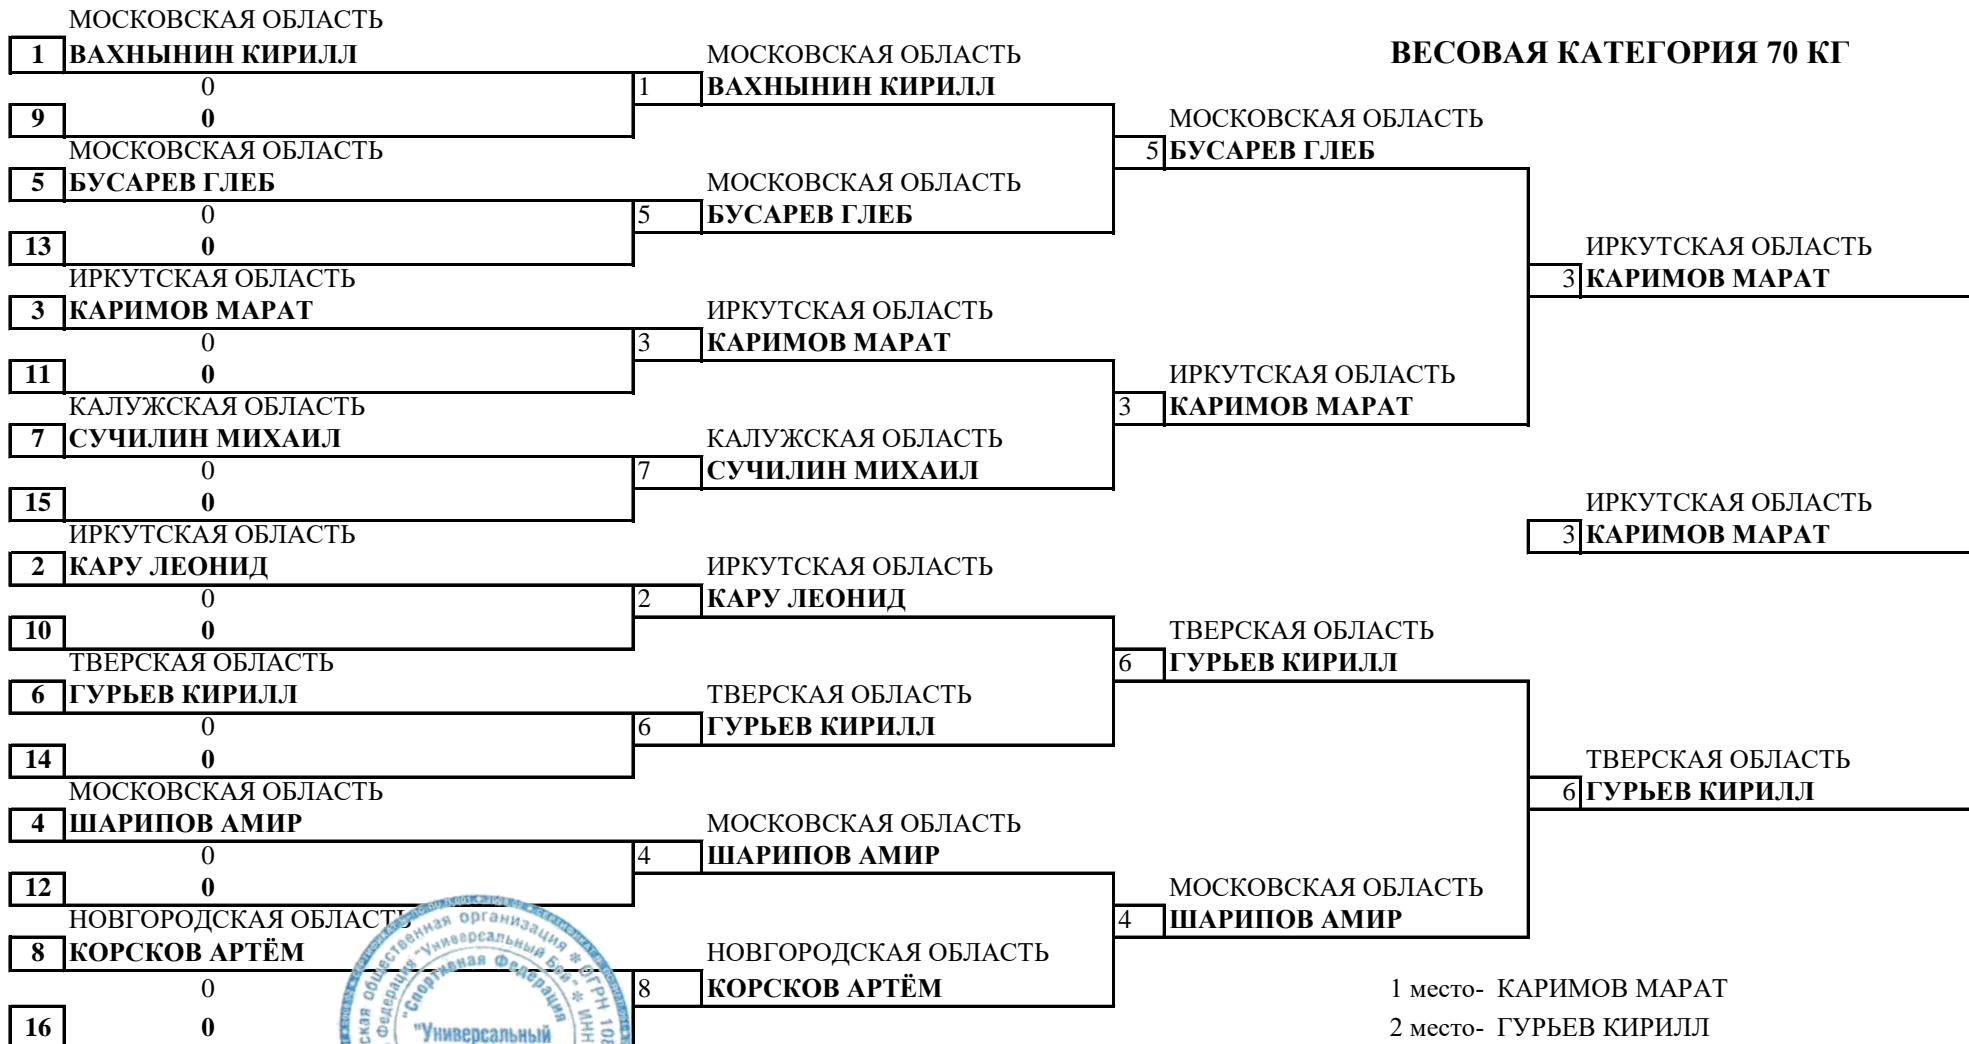 МОСКОВСКАЯ ОБЛАСТЬ
1 ВАХНЫНИН КИРИЛЛ
МОСКОВСКАЯ ОБЛАСТЬ
ВЕСОВАЯ КАТЕГОРИЯ 70 КГ
0
1 ВАХНЫНИН КИРИЛЛ
9 0
МОСКОВСКАЯ ОБЛАСТЬ
МОСКОВСКАЯ ОБЛАСТЬ
5 БУСАРЕВ ГЛЕБ
5 БУСАРЕВ ГЛЕБ
МОСКОВСКАЯ ОБЛАСТЬ
0
5 БУСАРЕВ ГЛЕБ
13 0
ИРКУТСКАЯ ОБЛАСТЬ
ИРКУТСКАЯ ОБЛАСТЬ
3 КАРИМОВ МАРАТ
3 КАРИМОВ МАРАТ
ИРКУТСКАЯ ОБЛАСТЬ
0
3 КАРИМОВ МАРАТ
11 0
ИРКУТСКАЯ ОБЛАСТЬ
КАЛУЖСКАЯ ОБЛАСТЬ
3 КАРИМОВ МАРАТ
7 СУЧИЛИН МИХАИЛ
КАЛУЖСКАЯ ОБЛАСТЬ
0
7 СУЧИЛИН МИХАИЛ
15 0
ИРКУТСКАЯ ОБЛАСТЬ
ИРКУТСКАЯ ОБЛАСТЬ
3 КАРИМОВ МАРАТ
2 КАРУ ЛЕОНИД
ИРКУТСКАЯ ОБЛАСТЬ
0
2 КАРУ ЛЕОНИД
10 0
ТВЕРСКАЯ ОБЛАСТЬ
ТВЕРСКАЯ ОБЛАСТЬ
6 ГУРЬЕВ КИРИЛЛ
6 ГУРЬЕВ КИРИЛЛ
ТВЕРСКАЯ ОБЛАСТЬ
0
6 ГУРЬЕВ КИРИЛЛ
14 0
ТВЕРСКАЯ ОБЛАСТЬ
МОСКОВСКАЯ ОБЛАСТЬ
6 ГУРЬЕВ КИРИЛЛ
4 ШАРИПОВ АМИР
МОСКОВСКАЯ ОБЛАСТЬ
0
4 ШАРИПОВ АМИР
12 0
МОСКОВСКАЯ ОБЛАСТЬ
НОВГОРОДСКАЯ ОБЛАСТЬ
4 ШАРИПОВ АМИР
8 КОРСКОВ АРТЁМ
НОВГОРОДСКАЯ ОБЛАСТЬ
0
8 КОРСКОВ АРТЁМ
1 место- КАРИМОВ МАРАТ
16 0
2 место- ГУРЬЕВ КИРИЛЛ
организация * ОГРН
"Универсальный Бой" * ИНН
"Спортивная Федерация
"Универсальный